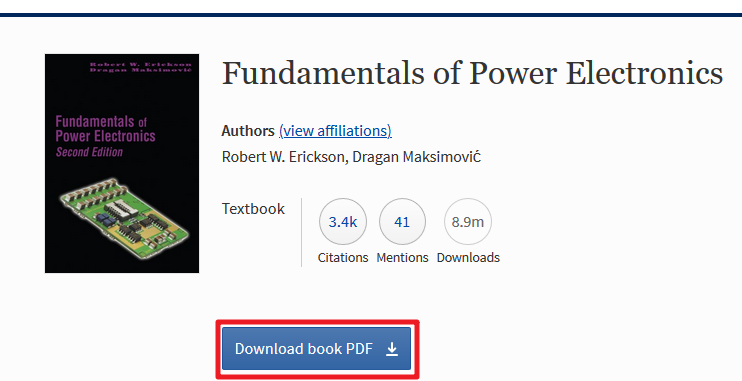 Robert W. Erickson
Dragan Maksimović
Fundamentals of
Power Electronics
Second Edition
Fundamentals of Power Electronics
Authors (view affiliations)
Robert W. Erickson, Dragan Maksimović
Textbook
3.4k 41 8.9m
Citations Mentions Downloads
Download book PDF